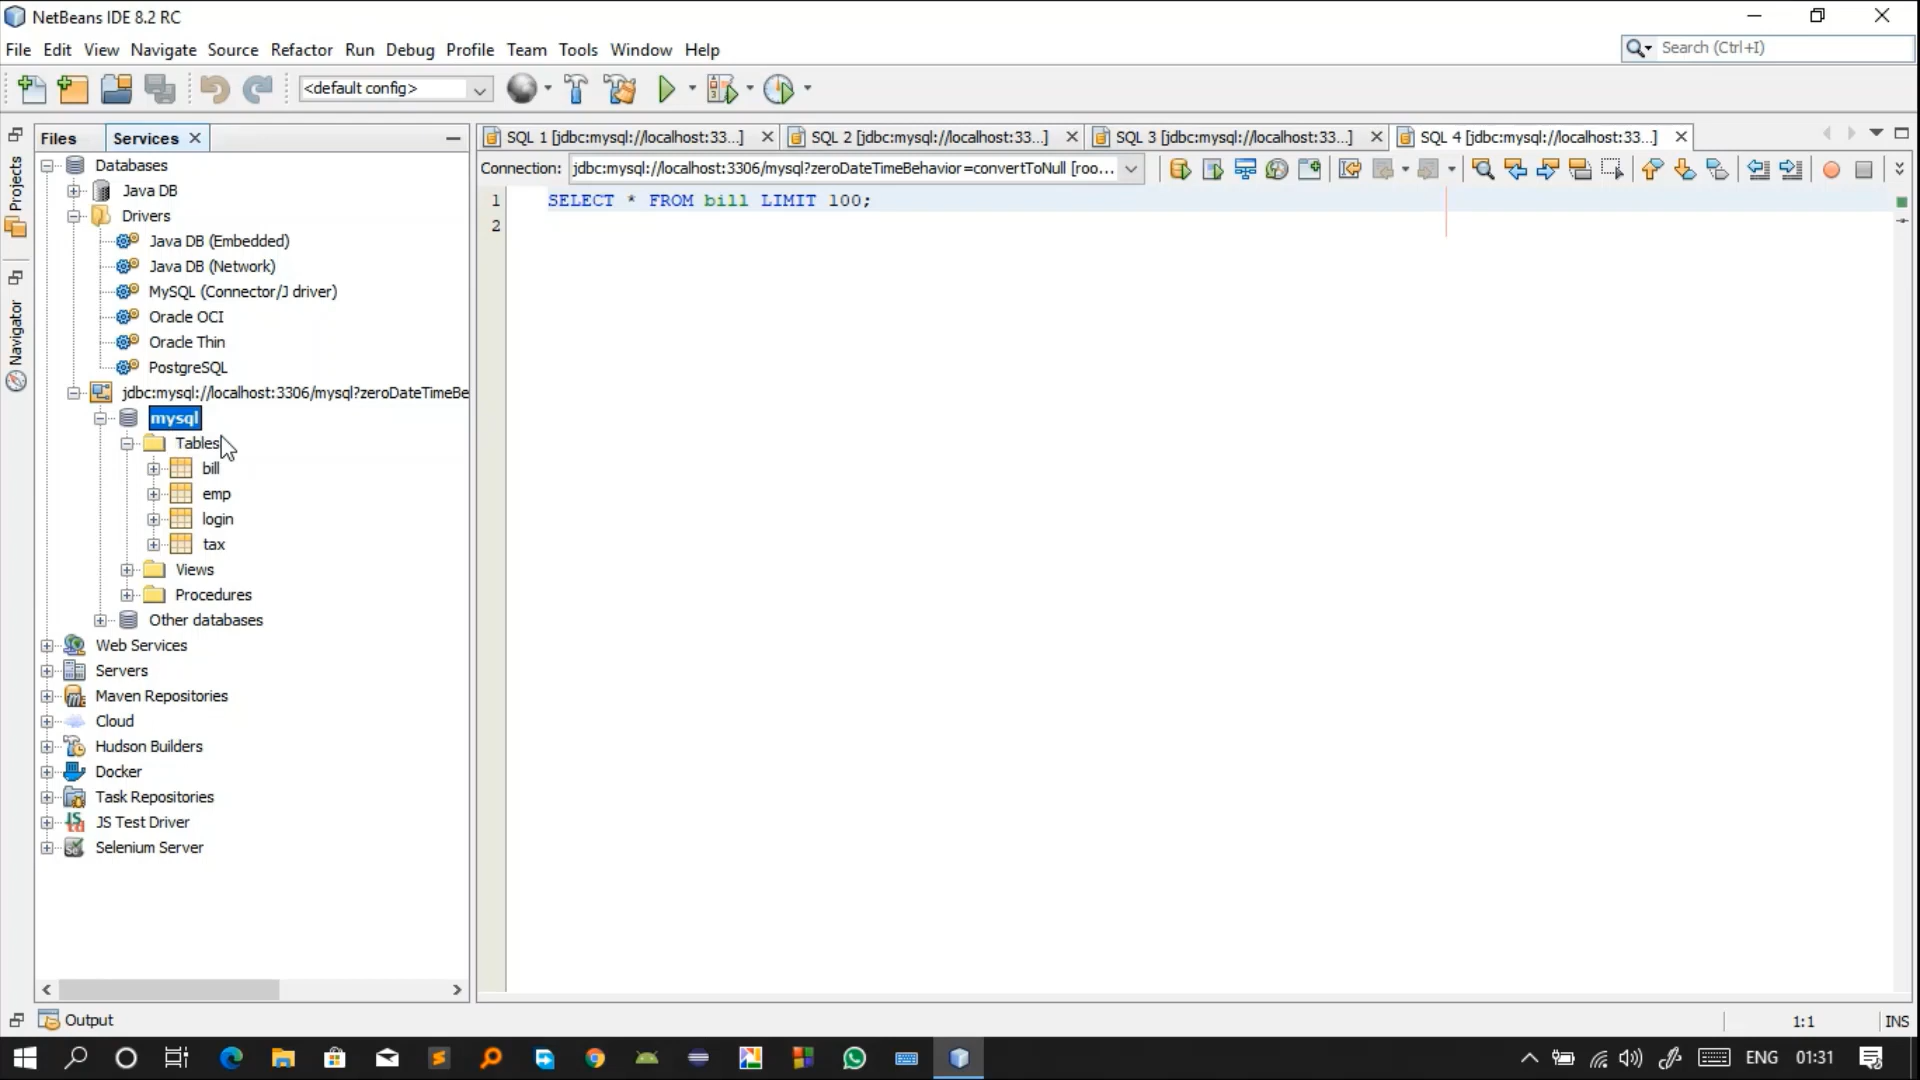 NetBeans IDE 8.2 RC
File Edit View Navigate Source Refactor Run Debug Profile Team Tools Window Help
Search (Ctrl+I)
<default config>
Files Services
SQL 1 [jdbc:mysql://localhost:33...] SQL 2 [jdbc:mysql://localhost:33...] SQL 3 [jdbc:mysql://localhost:33...] SQL 4 [jdbc:mysql://localhost:33...]
Connection: jdbc:mysql://localhost:3306/mysql?zeroDateTimeBehavior=convertToNull [roo...
Projects
Navigator
Databases
Java DB
Drivers
Java DB (Embedded)
Java DB (Network)
MySQL (Connector/J driver)
Oracle OCI
Oracle Thin
PostgreSQL
jdbc:mysql://localhost:3306/mysql?zeroDateTimeBe
mysql
Tables
bill
emp
login
tax
Views
Procedures
Other databases
Web Services
Servers
Maven Repositories
Cloud
Hudson Builders
Docker
Task Repositories
JS Test Driver
Selenium Server
1 SELECT * FROM bill LIMIT 100;
2
Output
1:1 INS
ENG 01:31